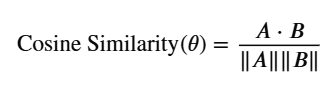 Cosine Similarity(θ) = A · B / ‖A‖‖B‖